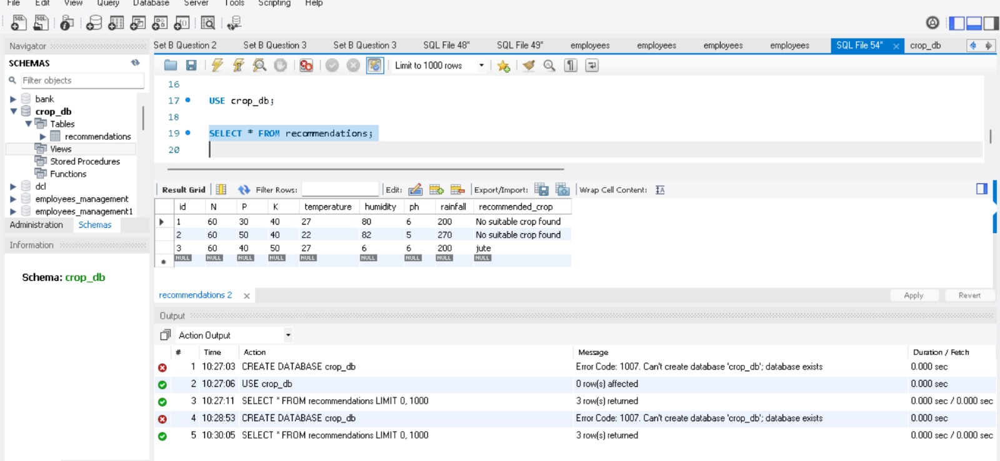 File Edit View Query Database Server Tools Scripting Help
Navigator
SCHEMAS
Filter objects
bank
crop_db
Tables
recommendations
Views
Stored Procedures
Functions
dcl
employees_management
employees_management1
Administration Schemas
Information
Schema: crop_db
Set B Question 2 Set B Question 3 Set B Question 3 SQL File 48* SQL File 49* employees employees employees employees SQL File 54* crop_db
Limit to 1000 rows
16
17 USE crop_db;
18
19 SELECT * FROM recommendations;
20
Result Grid Filter Rows: Edit: Export/Import: Wrap Cell Content:
id N P K temperature humidity ph rainfall recommended_crop
1 60 30 40 27 80 6 200 No suitable crop found
2 60 50 40 22 82 5 270 No suitable crop found
3 60 40 50 27 6 6 200 jute
NULL NULL NULL NULL NULL NULL NULL NULL
recommendations 2 Apply Revert
Output
Action Output
# Time Action Message Duration / Fetch
1 10:27:03 CREATE DATABASE crop_db Error Code: 1007. Can't create database 'crop_db'; database exists 0.000 sec
2 10:27:06 USE crop_db 0 row(s) affected 0.000 sec
3 10:27:11 SELECT * FROM recommendations LIMIT 0, 1000 3 row(s) returned 0.000 sec / 0.000 sec
4 10:28:53 CREATE DATABASE crop_db Error Code: 1007. Can't create database 'crop_db'; database exists 0.000 sec
5 10:30:05 SELECT * FROM recommendations LIMIT 0, 1000 3 row(s) returned 0.000 sec / 0.000 sec